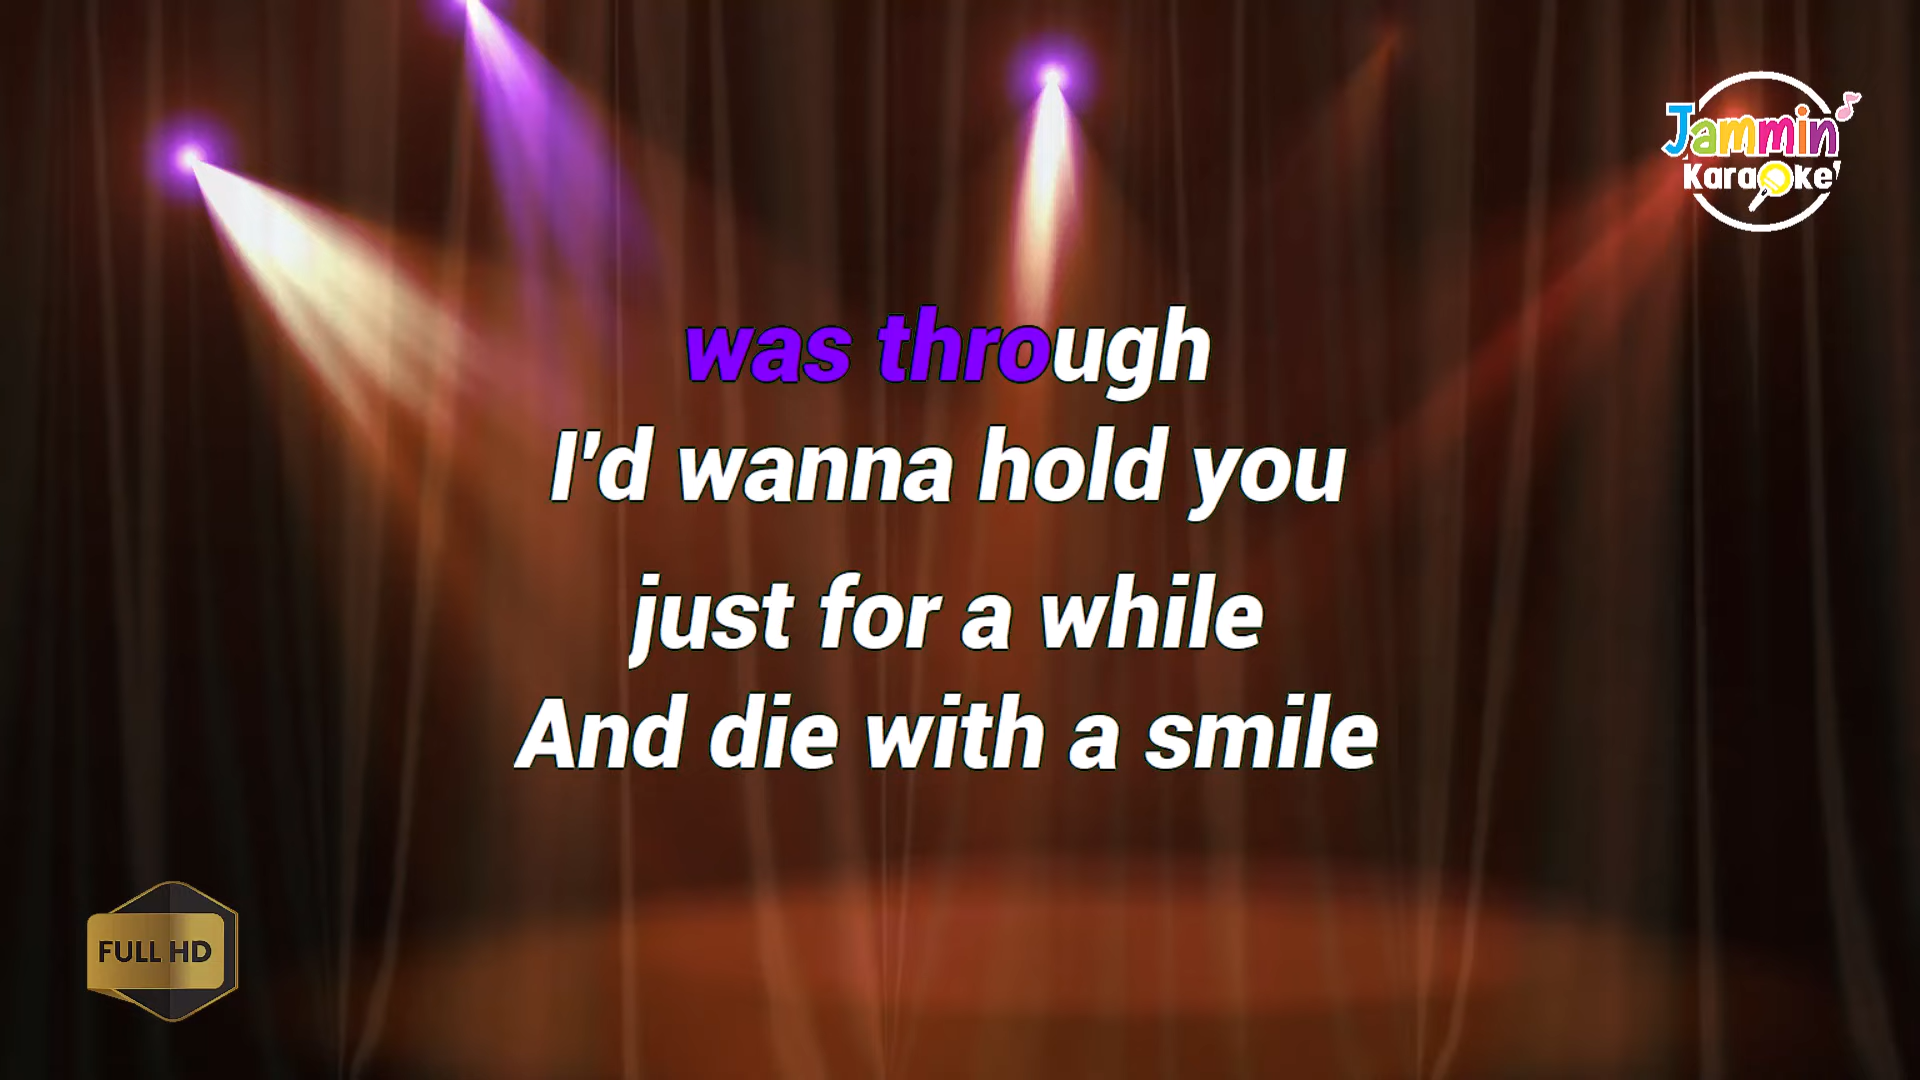 Jammin'
Karaoke
was through
I'd wanna hold you
just for a while
And die with a smile
FULL HD